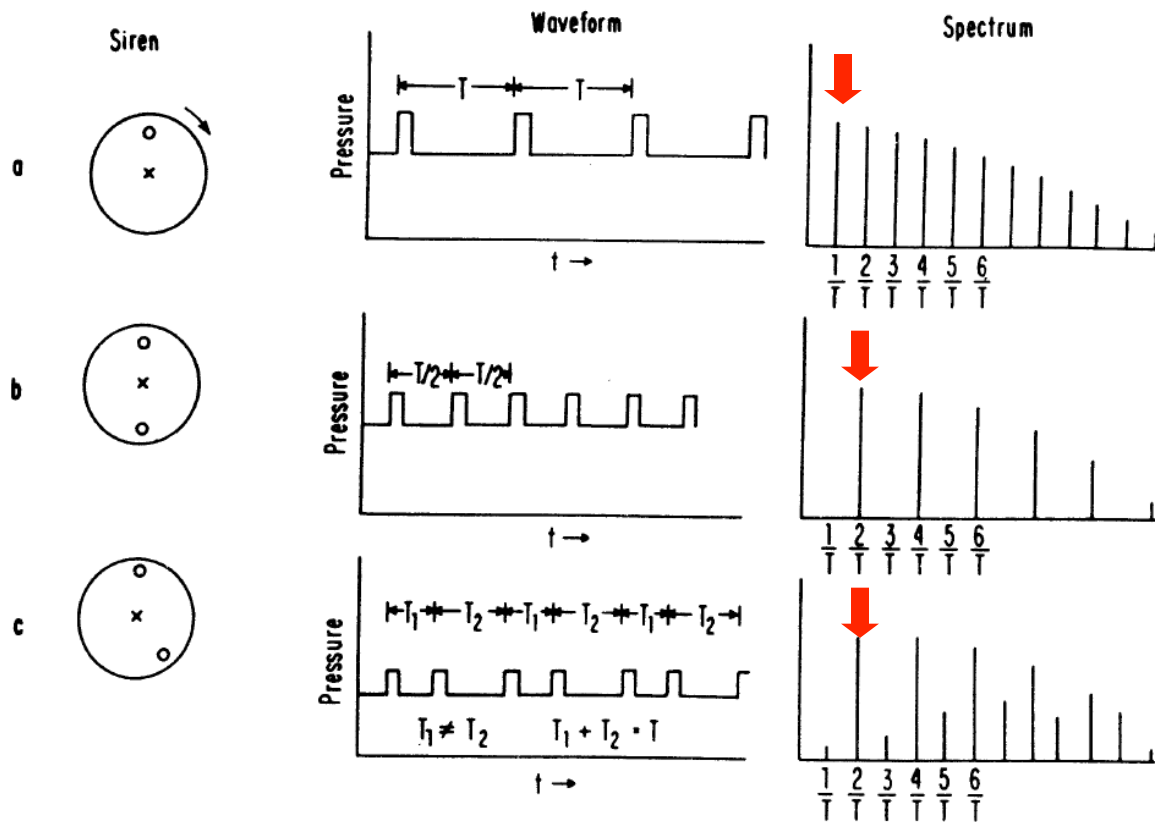 Siren
Waveform
Spectrum
a
Pressure
T T
t →
1/T 2/T 3/T 4/T 5/T 6/T
b
Pressure
T/2 T/2
t →
1/T 2/T 3/T 4/T 5/T 6/T
c
Pressure
T₁ T₂ T₁ T₂ T₁ T₂
T₁ ≠ T₂ T₁ + T₂ = T
t →
1/T 2/T 3/T 4/T 5/T 6/T